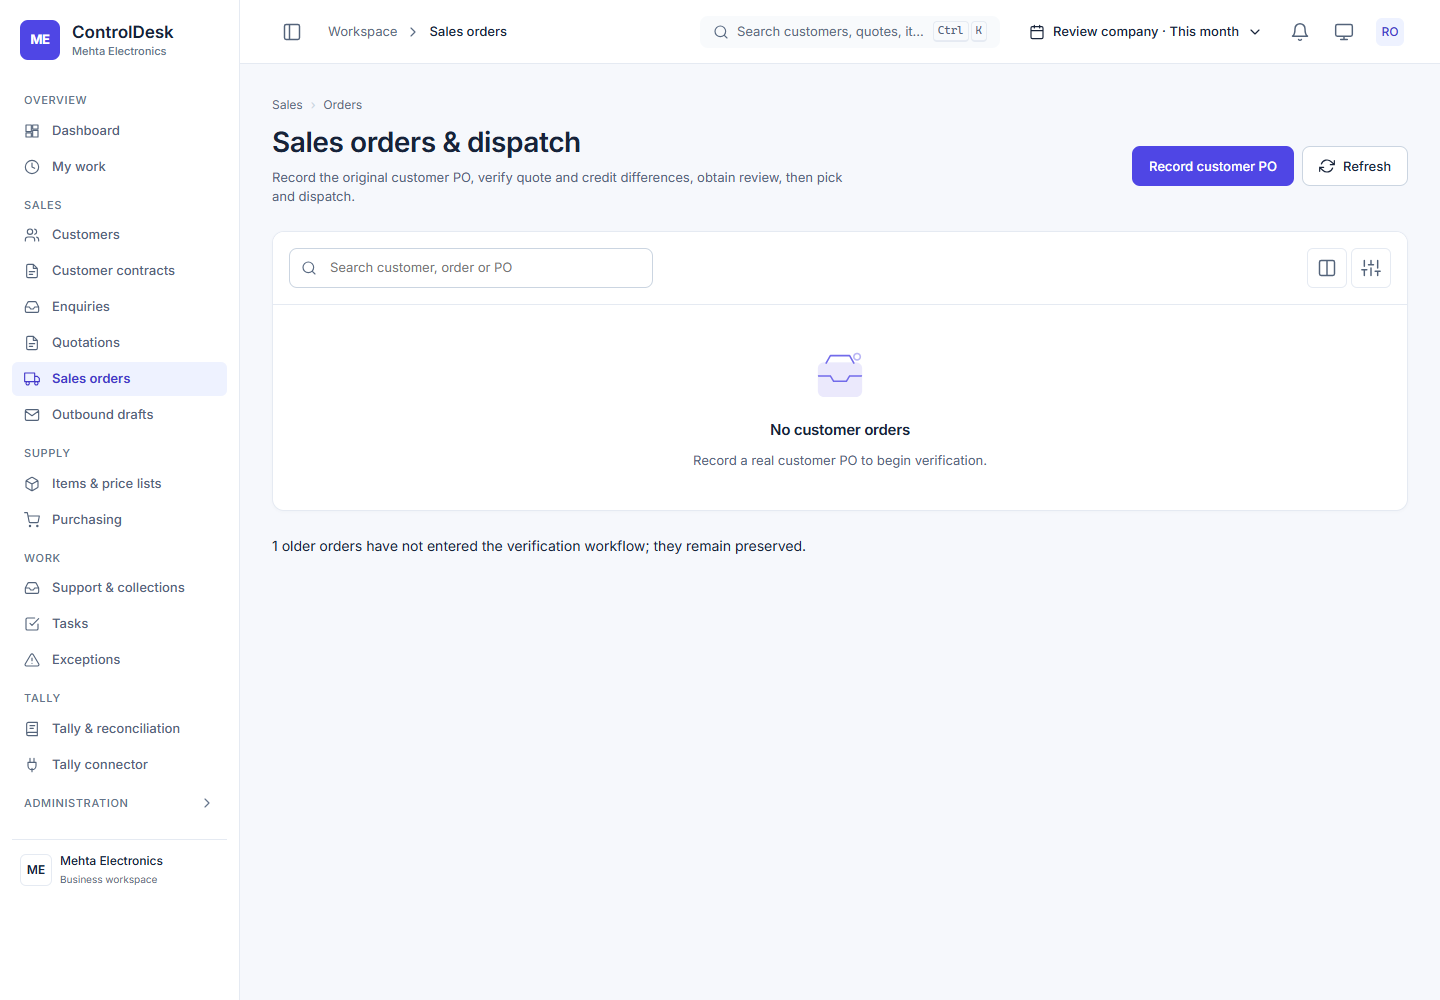 ME
ControlDesk
Mehta Electronics
OVERVIEW
Dashboard
My work
SALES
Customers
Customer contracts
Enquiries
Quotations
Sales orders
Outbound drafts
SUPPLY
Items & price lists
Purchasing
WORK
Support & collections
Tasks
Exceptions
TALLY
Tally & reconciliation
Tally connector
ADMINISTRATION
ME
Mehta Electronics
Business workspace
Workspace > Sales orders
Search customers, quotes, it... Ctrl K
Review company · This month
RO
Sales › Orders
Sales orders & dispatch
Record the original customer PO, verify quote and credit differences, obtain review, then pick
and dispatch.
Record customer PO
Refresh
Search customer, order or PO
No customer orders
Record a real customer PO to begin verification.
1 older orders have not entered the verification workflow; they remain preserved.